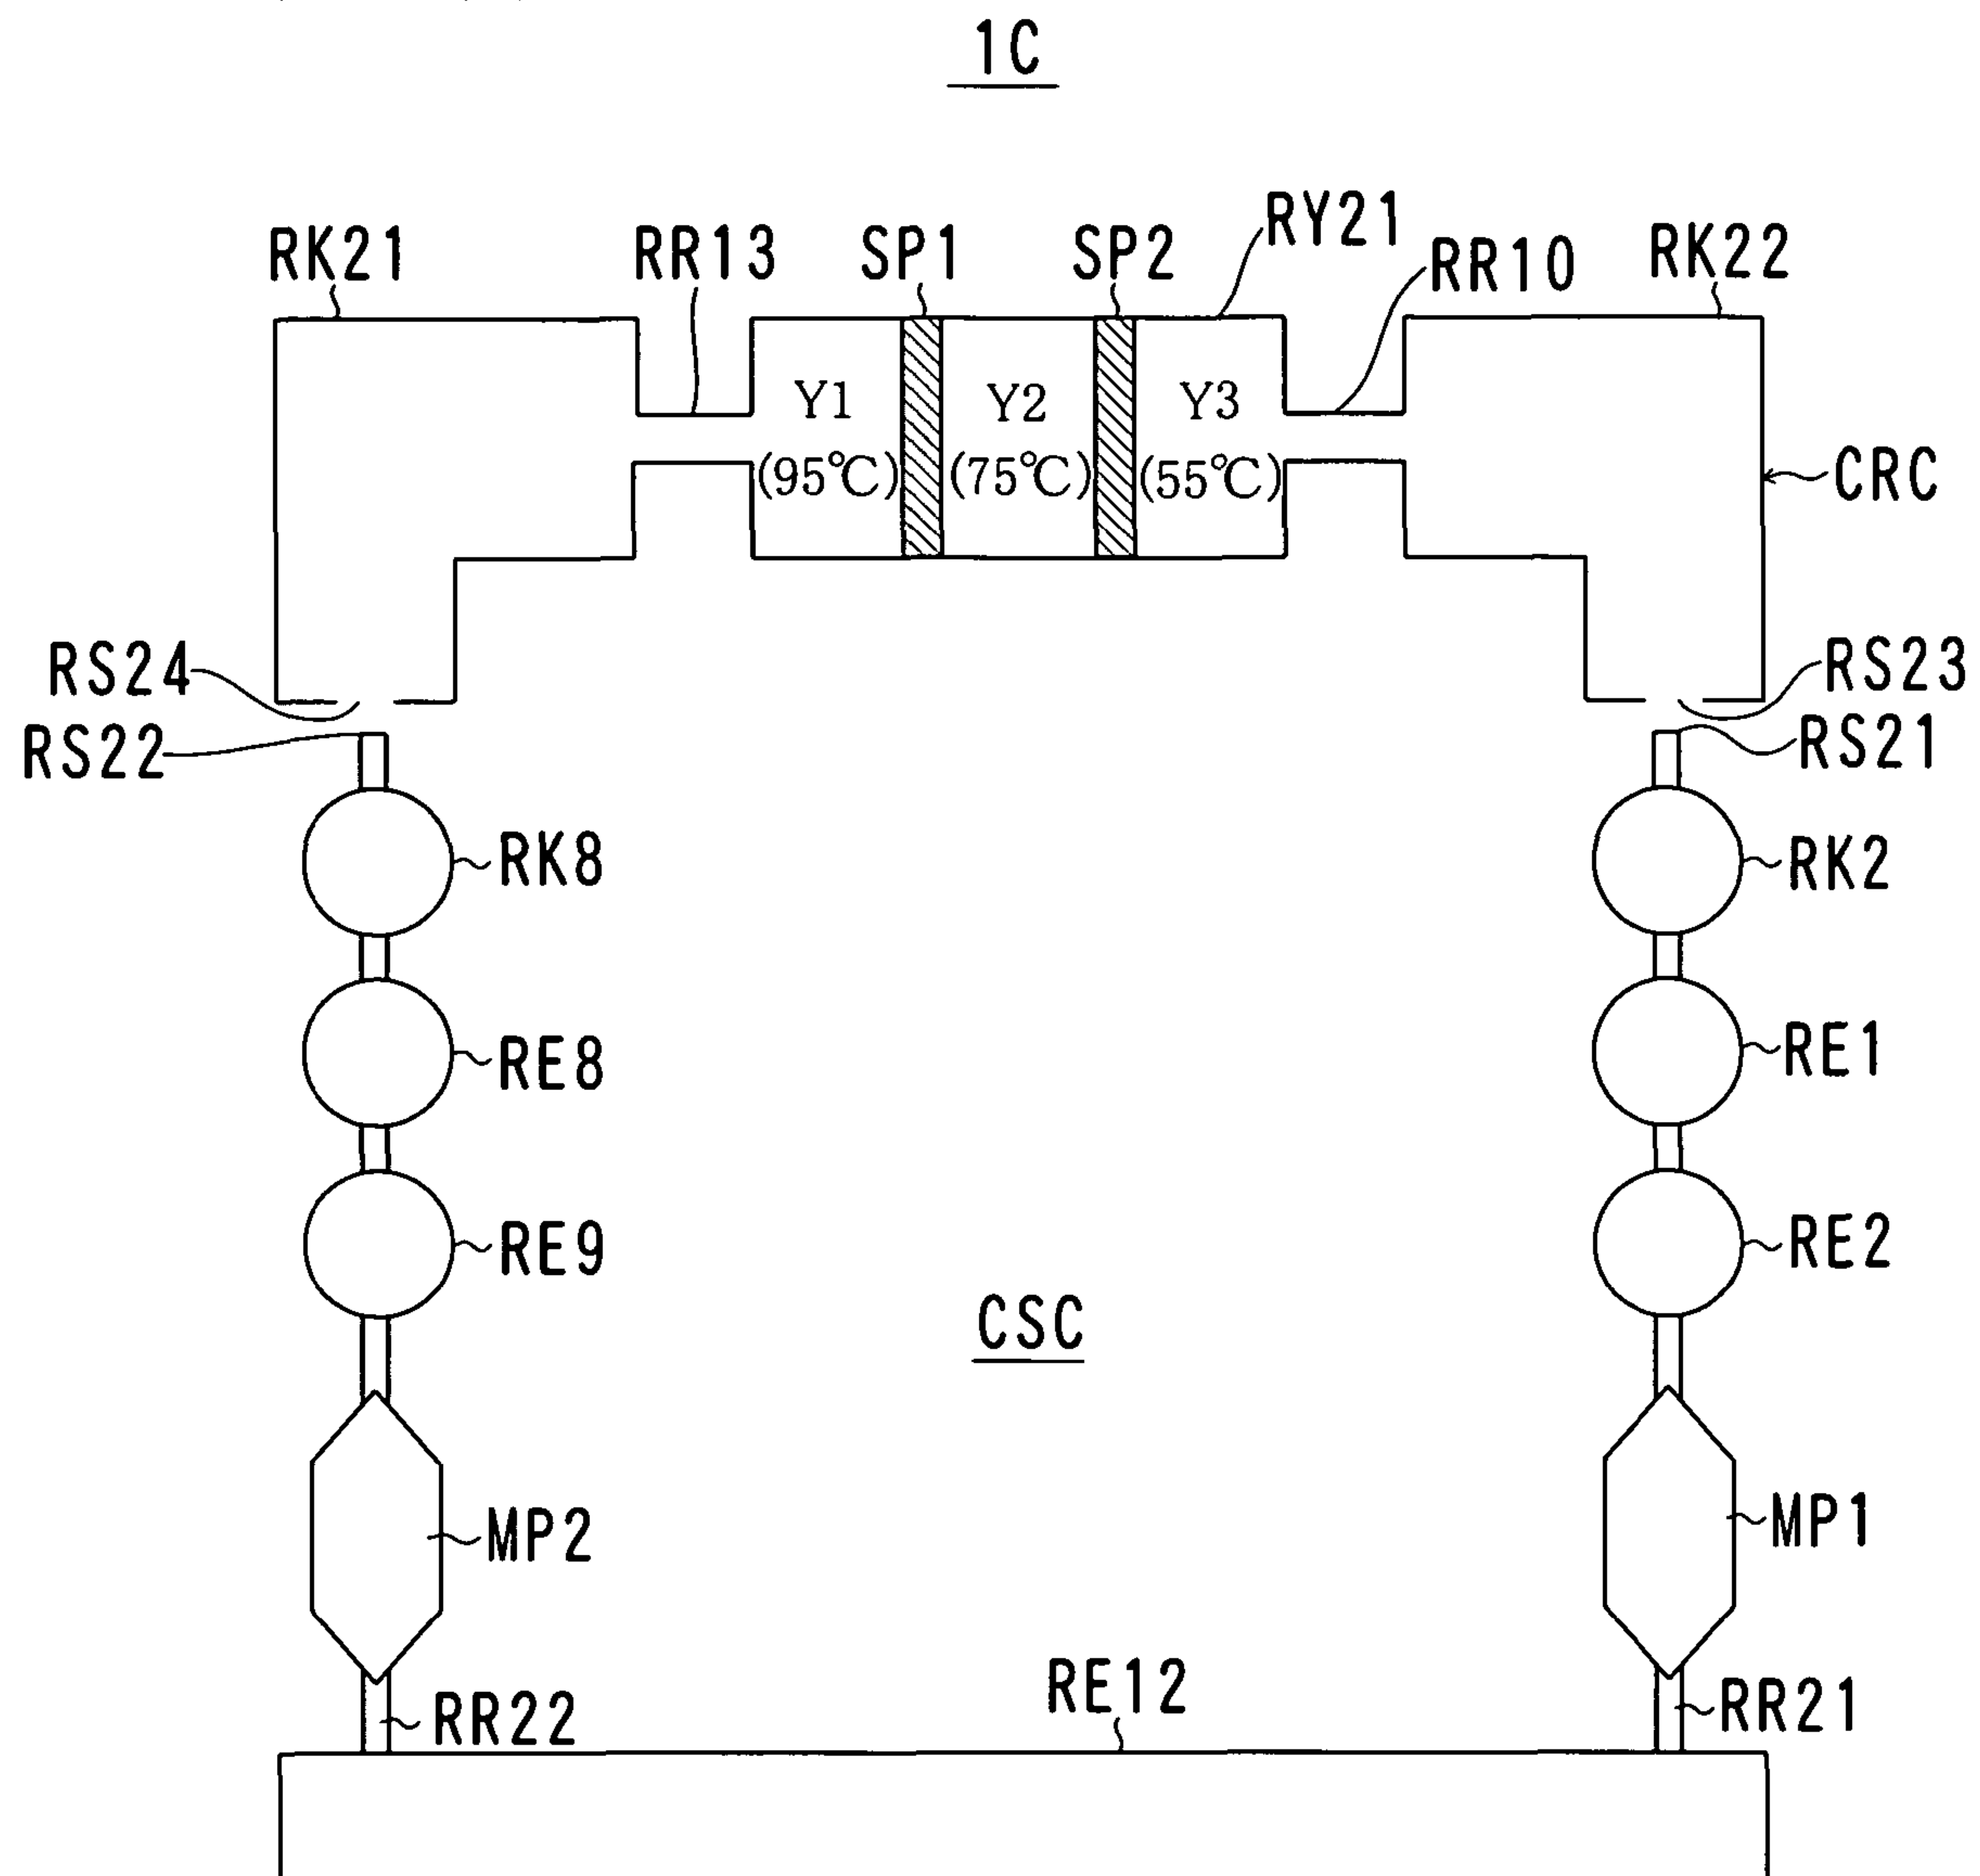 1C
RK21 RR13 SP1 SP2 RY21 RR10 RK22
Y1 Y2 Y3
(95℃) (75℃) (55℃)
CRC
RS24 RS23
RS22 RS21
RK8 RK2
RE8 RE1
RE9 RE2
CSC
MP2 MP1
RE12
RR22 RR21